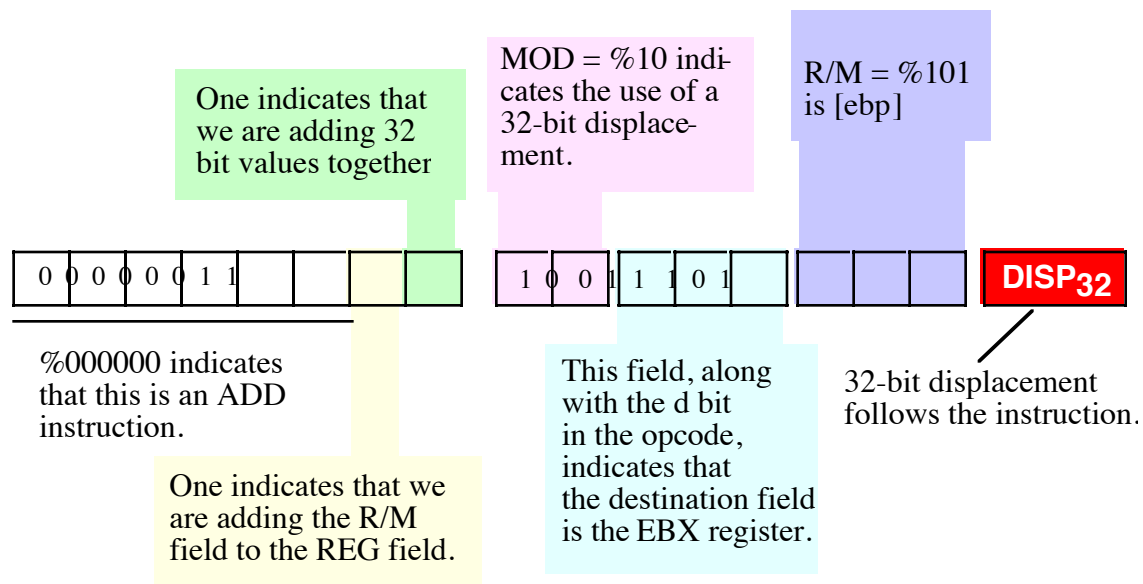 One indicates that
we are adding 32
bit values together
MOD = %10 indi-
cates the use of a
32-bit displace-
ment.
R/M = %101
is [ebp]
0 0 0 0 0 0 1 1
1 0 0 1 1 1 0 1
DISP32
%000000 indicates
that this is an ADD
instruction.
One indicates that we
are adding the R/M
field to the REG field.
This field, along
with the d bit
in the opcode,
indicates that
the destination field
is the EBX register.
32-bit displacement
follows the instruction.